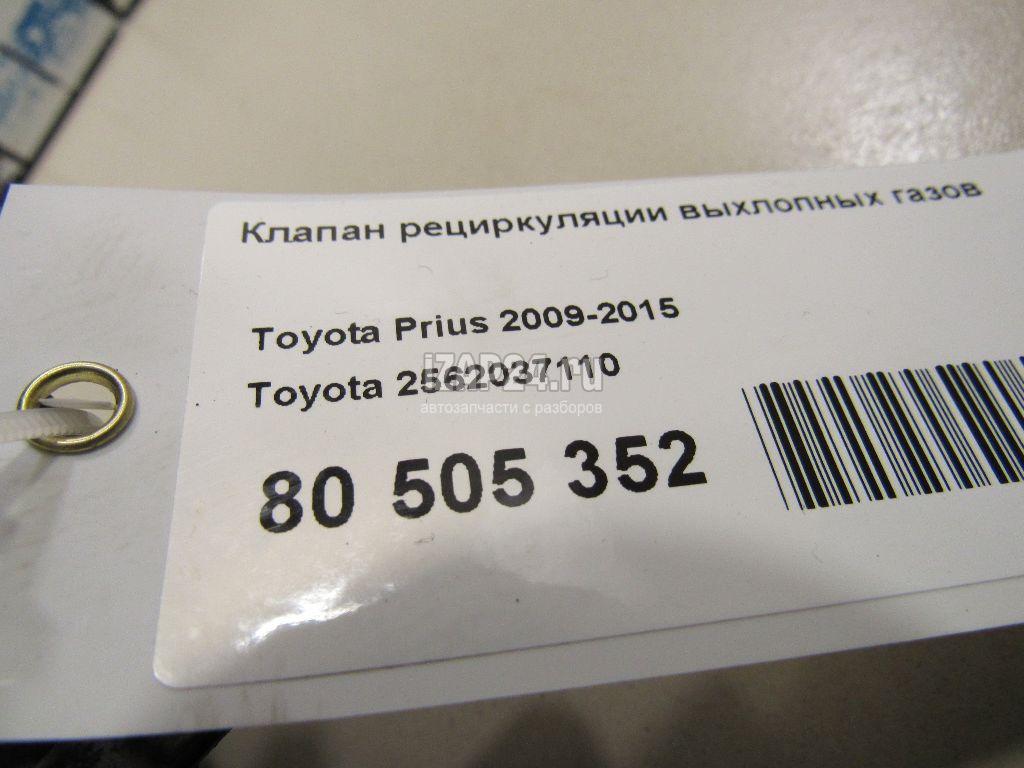 Клапан рециркуляции выхлопных газов
Toyota Prius 2009-2015
Toyota 2562037110
iZAP24.ru
автозапчасти с разборов
80 505 352